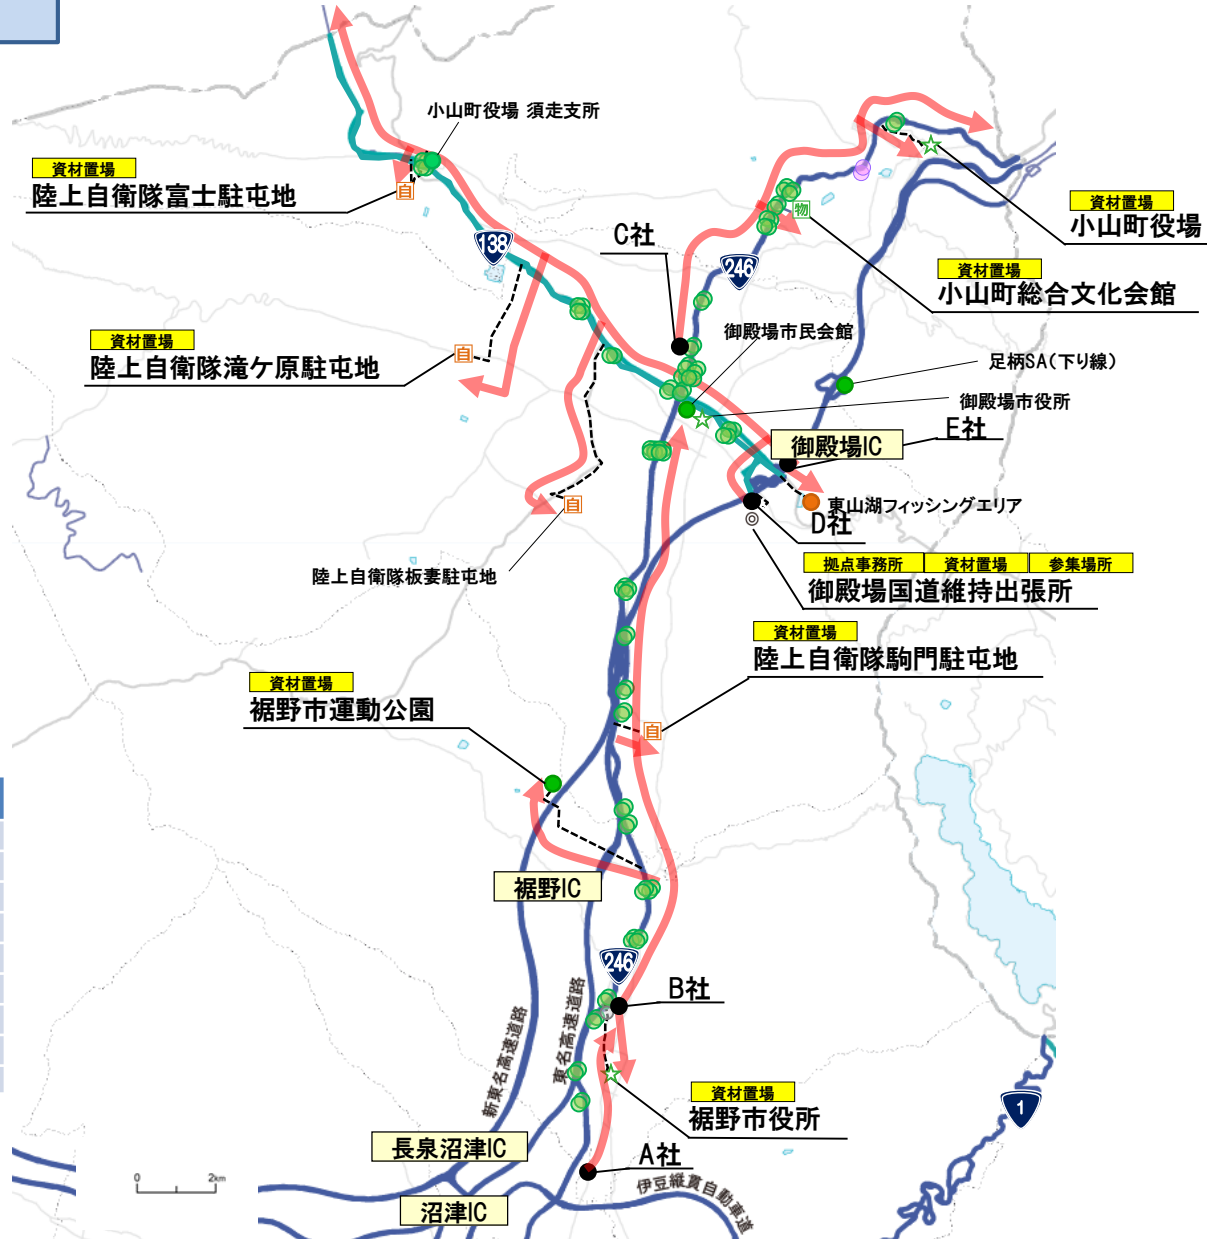 小山町役場 須走支所
資材置場
陸上自衛隊富士駐屯地
138
C社
246
資材置場
小山町役場
物
資材置場
小山町総合文化会館
自
資材置場
陸上自衛隊滝ケ原駐屯地
自
御殿場市民会館
足柄SA(下り線)
御殿場市役所
E社
御殿場IC
東山湖フィッシングエリア
D社
自
陸上自衛隊板妻駐屯地
拠点事務所 資材置場 参集場所
御殿場国道維持出張所
資材置場
陸上自衛隊駒門駐屯地
自
資材置場
裾野市運動公園
裾野IC
246
B社
新東名高速道路
東名高速道路
資材置場
裾野市役所
1
長泉沼津IC
A社
伊豆縦貫自動車道
沼津IC
0 2km